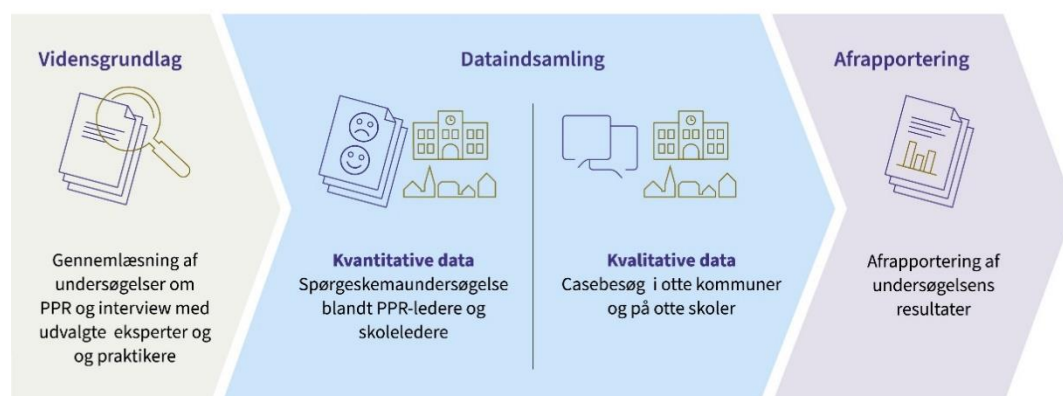 Vidensgrundlag
Gennemlæsning af
undersøgelser om
PPR og interview med
udvalgte eksperter og
og praktikere
Dataindsamling
Kvantitative data
Spørgeskemaundersøgelse
blandt PPR-ledere og
skoleledere
Kvalitative data
Casebesøg i otte kommuner
og på otte skoler
Afrapportering
Afrapportering af
undersøgelsens
resultater